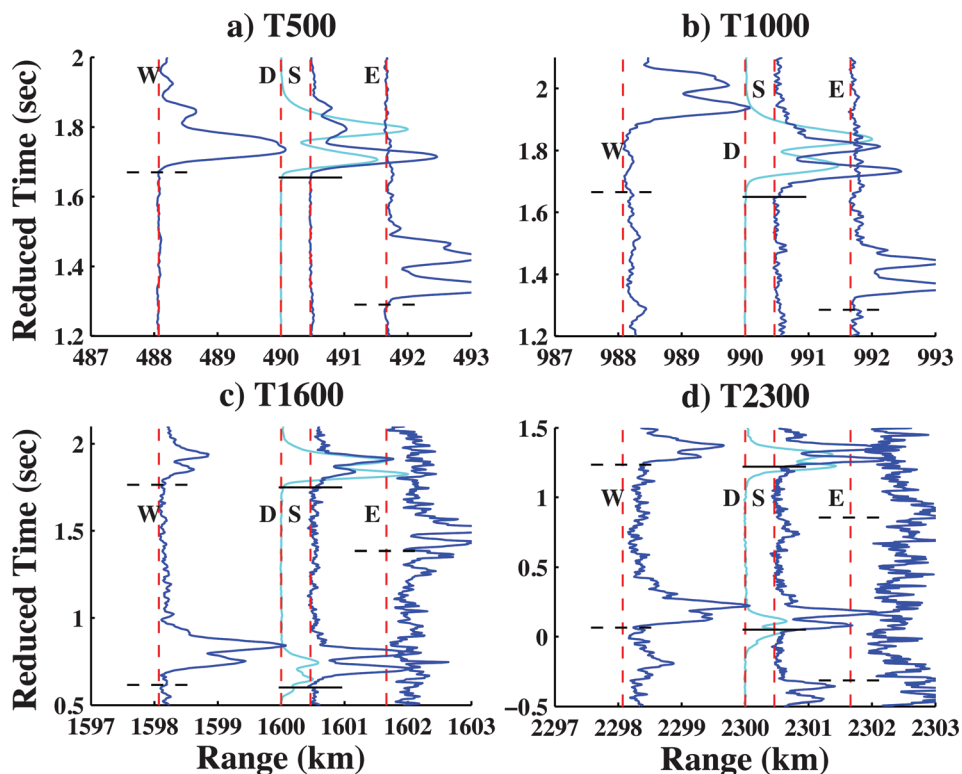 a) T500
b) T1000
Reduced Time (sec)
2
1.8
1.6
1.4
1.2
W
D
S
E
487
488
489
490
491
492
493
2
1.8
1.6
1.4
1.2
W
S
D
E
987
988
989
990
991
992
993
c) T1600
d) T2300
Reduced Time (sec)
2
1.5
1
0.5
W
D
S
E
1597
1598
1599
1600
1601
1602
1603
Range (km)
1.5
1
0.5
0
−0.5
W
D
S
E
2297
2298
2299
2300
2301
2302
2303
Range (km)